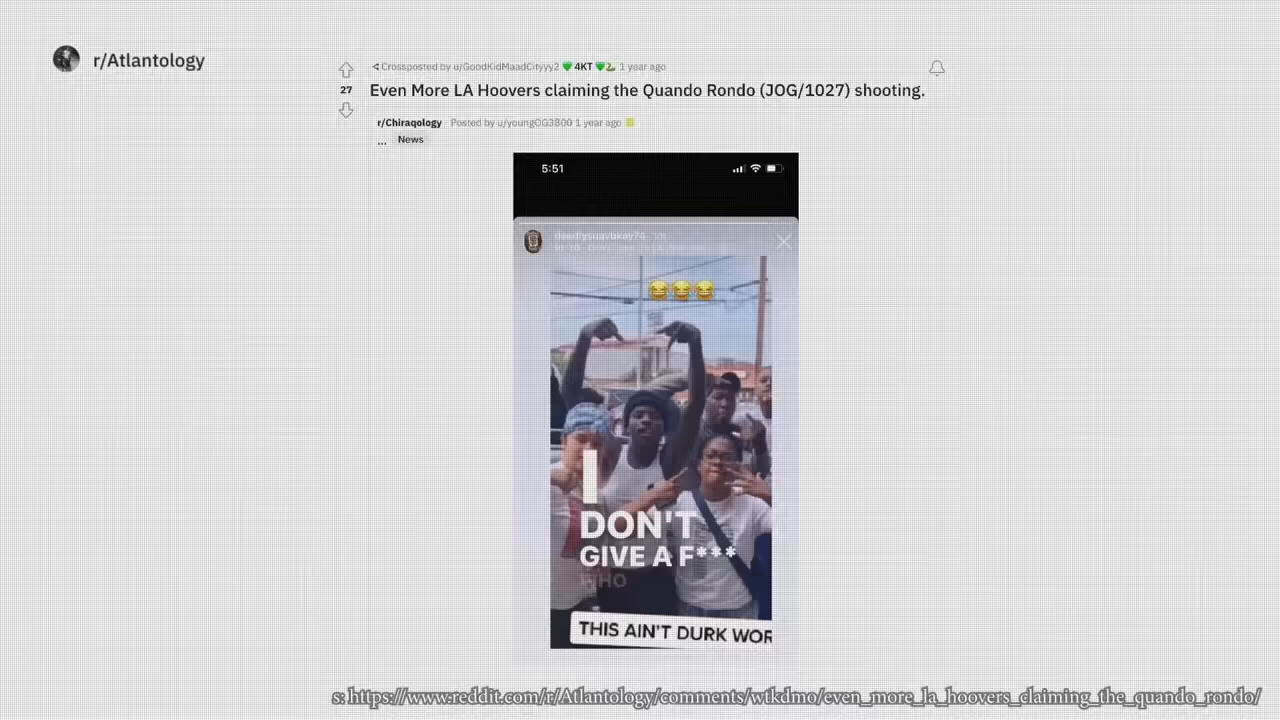 r/Atlantology
Crossposted by u/GoodKidMaadCityyy2 💚 4KT 💚🐍 1 year ago
27
Even More LA Hoovers claiming the Quando Rondo (JOG/1027) shooting.
r/Chiraqology Posted by u/youngOG3800 1 year ago
... News
5:51
😂😂😂
I
DON'T
GIVE A F***
WHO
THIS AIN'T DURK WOR
s: https://www.reddit.com/r/Atlantology/comments/wtkdmo/even_more_la_hoovers_claiming_the_quando_rondo/